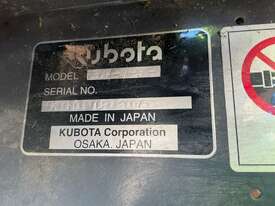 Kubota
MODEL
SERIAL NO.
MADE IN JAPAN
KUBOTA Corporation
OSAKA, JAPAN